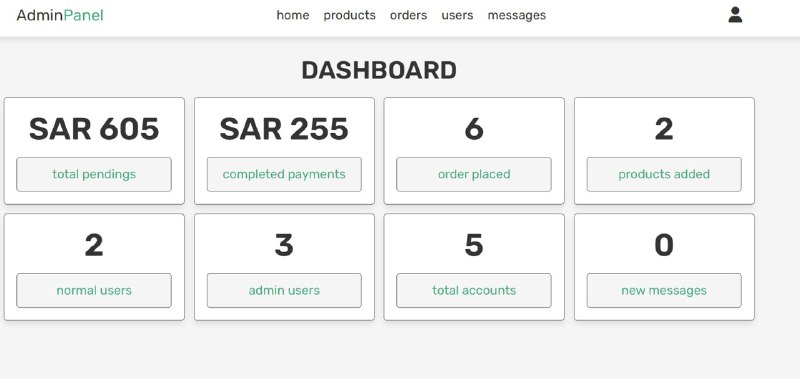 AdminPanel home products orders users messages
DASHBOARD
SAR 605
total pendings
SAR 255
completed payments
6
order placed
2
products added
2
normal users
3
admin users
5
total accounts
0
new messages